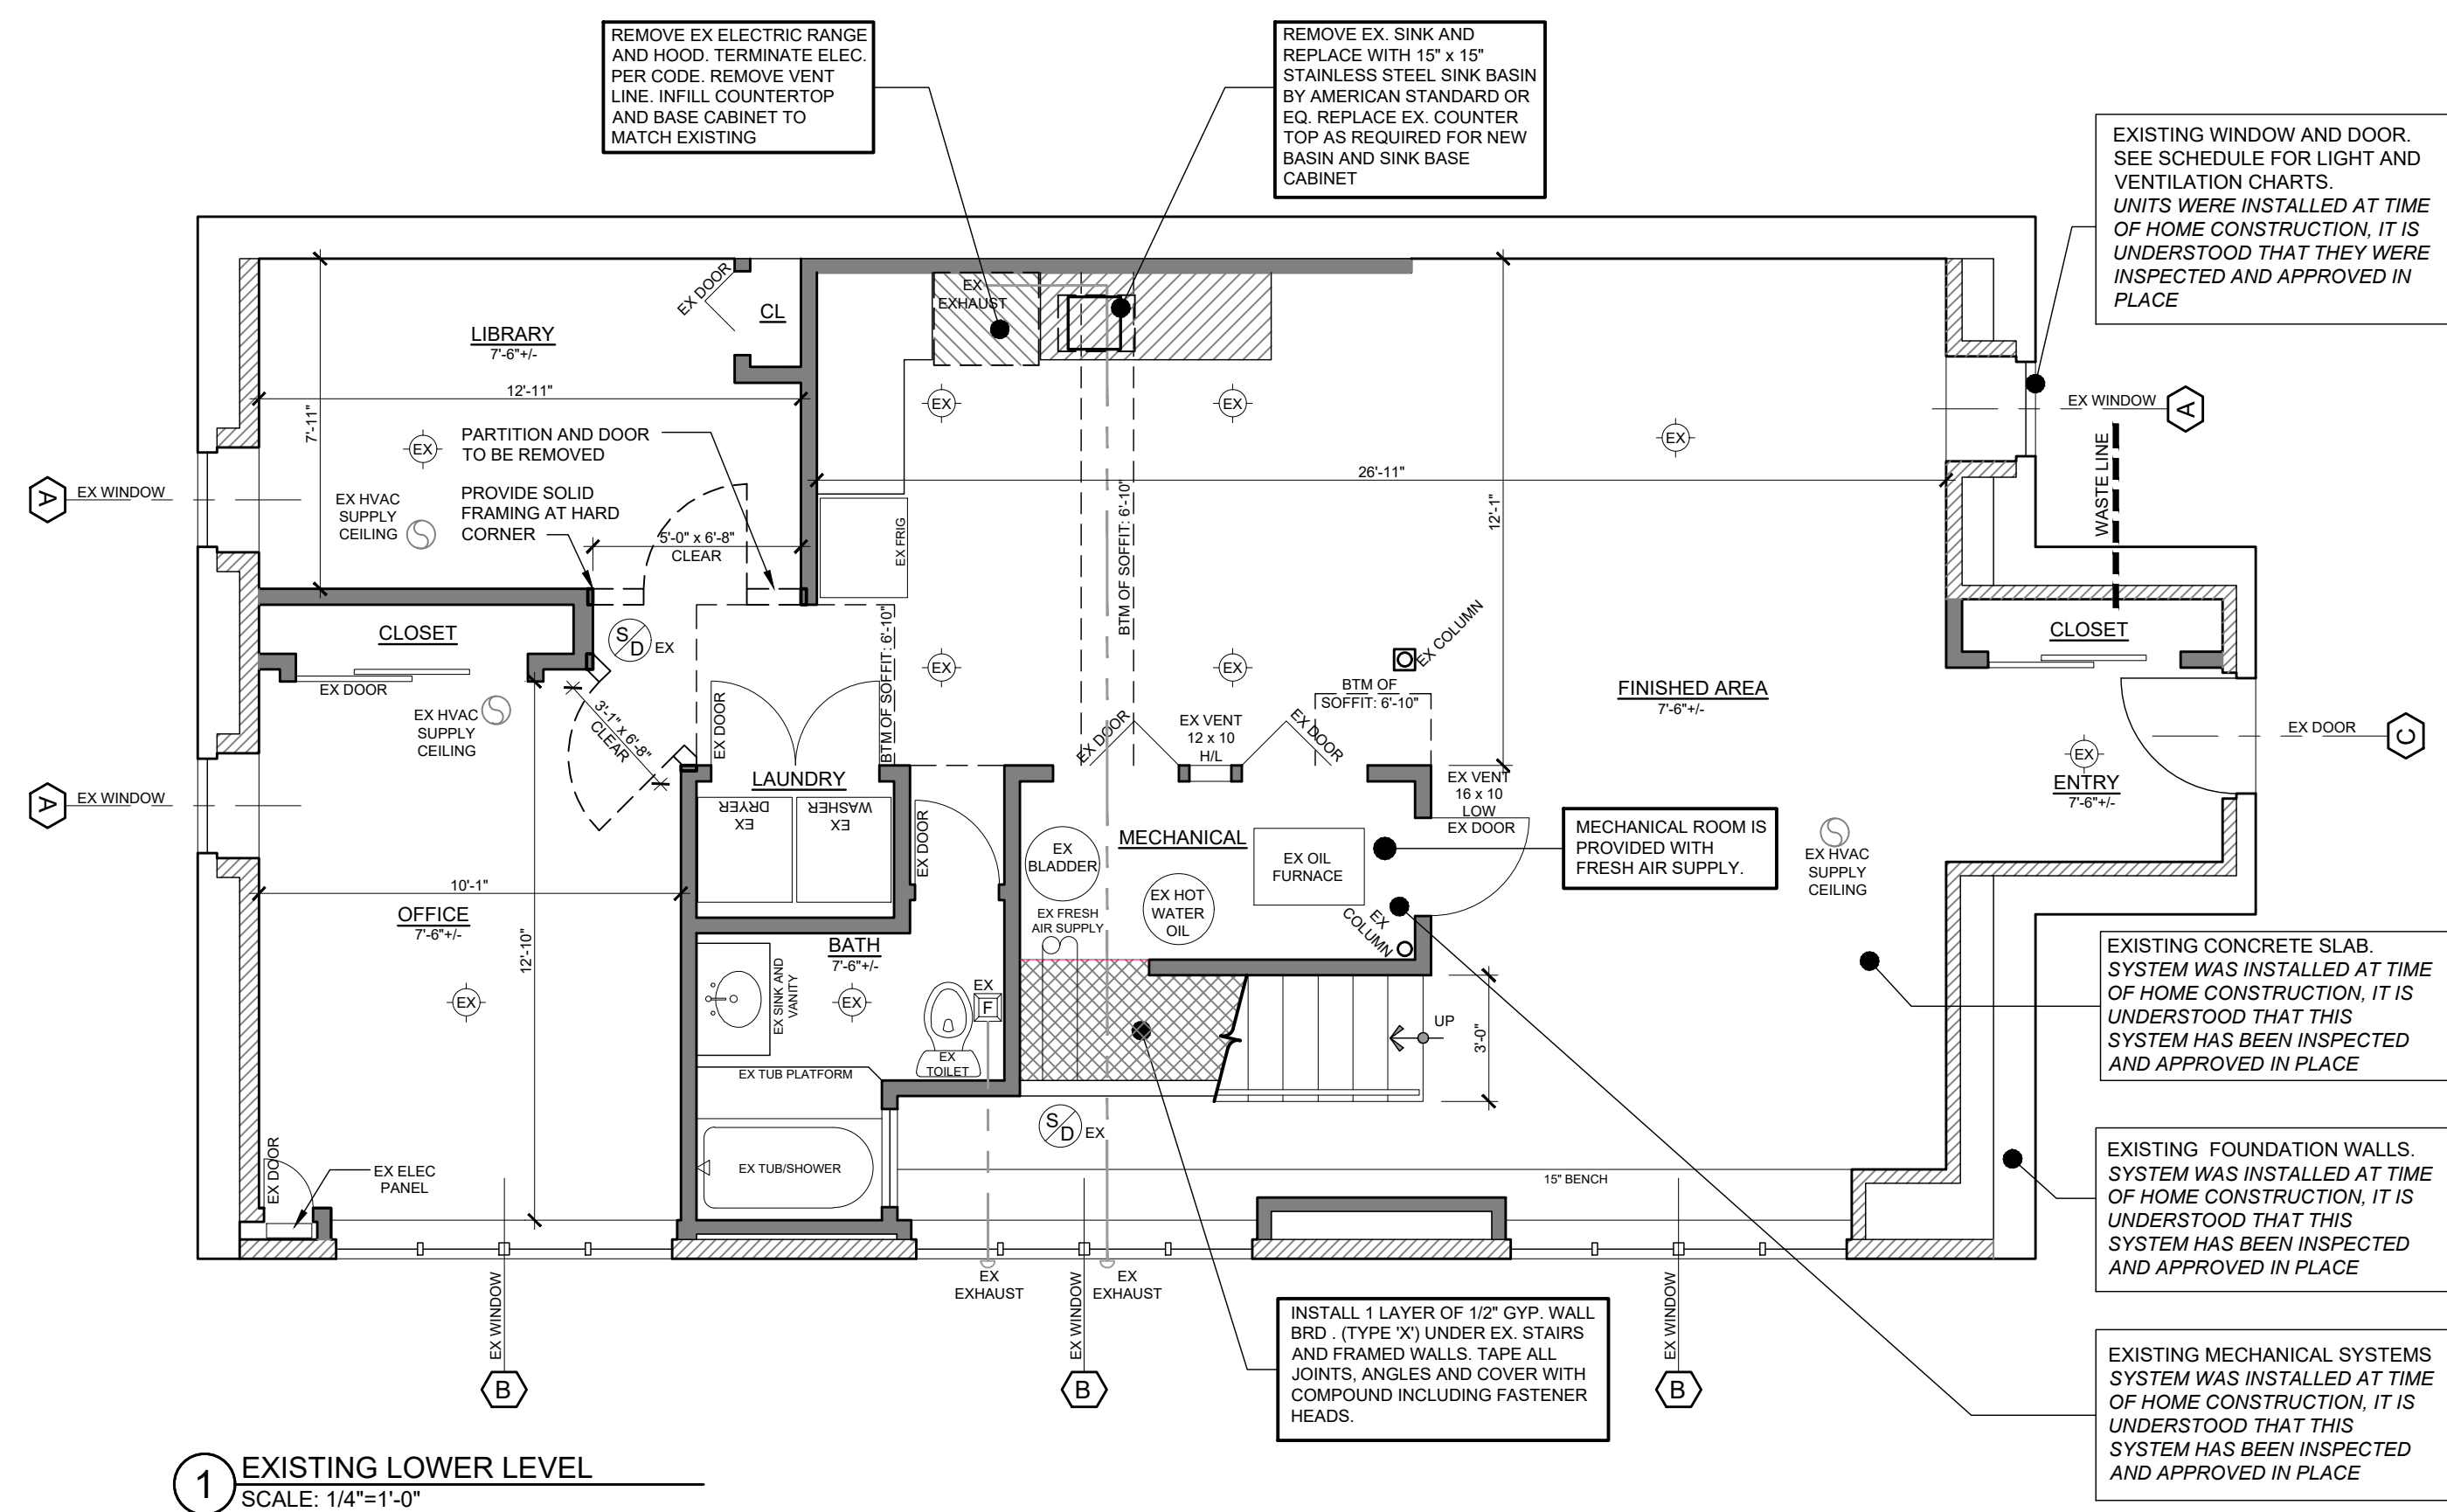 REMOVE EX ELECTRIC RANGE
AND HOOD. TERMINATE ELEC.
PER CODE. REMOVE VENT
LINE. INFILL COUNTERTOP
AND BASE CABINET TO
MATCH EXISTING
REMOVE EX. SINK AND
REPLACE WITH 15" x 15"
STAINLESS STEEL SINK BASIN
BY AMERICAN STANDARD OR
EQ. REPLACE EX. COUNTER
TOP AS REQUIRED FOR NEW
BASIN AND SINK BASE
CABINET
EXISTING WINDOW AND DOOR.
SEE SCHEDULE FOR LIGHT AND
VENTILATION CHARTS.
UNITS WERE INSTALLED AT TIME
OF HOME CONSTRUCTION, IT IS
UNDERSTOOD THAT THEY WERE
INSPECTED AND APPROVED IN
PLACE
EX DOOR
CL
LIBRARY
7'-6"+/-
12'-11"
7'-11"
EX
EXHAUST
EX
EX
EX
EX
PARTITION AND DOOR
TO BE REMOVED
PROVIDE SOLID
FRAMING AT HARD
CORNER
EX HVAC
SUPPLY
CEILING
5'-0" x 6'-8"
CLEAR
EX FRIG
26'-11"
12'-1"
BTM OF SOFFIT: 6'-10"
A
EX WINDOW
EX WINDOW
A
WASTE LINE
CLOSET
EX DOOR
S/D
EX
EX HVAC
SUPPLY
CEILING
3'-1" x 6'-8"
CLEAR
EX DOOR
BTM OF SOFFIT: 6'-10"
EX
EX
EX COLUMN
BTM OF
SOFFIT: 6'-10"
EX DOOR
EX VENT
12 x 10
H/L
EX DOOR
FINISHED AREA
7'-6"+/-
CLOSET
EX DOOR
C
EX
ENTRY
7'-6"+/-
A
EX WINDOW
LAUNDRY
EX
DRYER
EX
WASHER
EX DOOR
MECHANICAL
EX
BLADDER
EX OIL
FURNACE
EX HOT
WATER
OIL
EX FRESH
AIR SUPPLY
EX
COLUMN
EX VENT
16 x 10
LOW
EX DOOR
MECHANICAL ROOM IS
PROVIDED WITH
FRESH AIR SUPPLY.
EX HVAC
SUPPLY
CEILING
10'-1"
OFFICE
7'-6"+/-
12'-10"
EX
BATH
7'-6"+/-
EX
EX SINK AND
VANITY
EX
F
EX
TOILET
EX TUB PLATFORM
EX TUB/SHOWER
UP
3'-0"
S/D
EX
15" BENCH
EX DOOR
EX ELEC
PANEL
EXISTING CONCRETE SLAB.
SYSTEM WAS INSTALLED AT TIME
OF HOME CONSTRUCTION, IT IS
UNDERSTOOD THAT THIS
SYSTEM HAS BEEN INSPECTED
AND APPROVED IN PLACE
EXISTING FOUNDATION WALLS.
SYSTEM WAS INSTALLED AT TIME
OF HOME CONSTRUCTION, IT IS
UNDERSTOOD THAT THIS
SYSTEM HAS BEEN INSPECTED
AND APPROVED IN PLACE
EXISTING MECHANICAL SYSTEMS
SYSTEM WAS INSTALLED AT TIME
OF HOME CONSTRUCTION, IT IS
UNDERSTOOD THAT THIS
SYSTEM HAS BEEN INSPECTED
AND APPROVED IN PLACE
EX WINDOW
B
EX
EXHAUST
EX WINDOW
B
EX
EXHAUST
INSTALL 1 LAYER OF 1/2" GYP. WALL
BRD . (TYPE 'X') UNDER EX. STAIRS
AND FRAMED WALLS. TAPE ALL
JOINTS, ANGLES AND COVER WITH
COMPOUND INCLUDING FASTENER
HEADS.
EX WINDOW
B
1
EXISTING LOWER LEVEL
SCALE: 1/4"=1'-0"